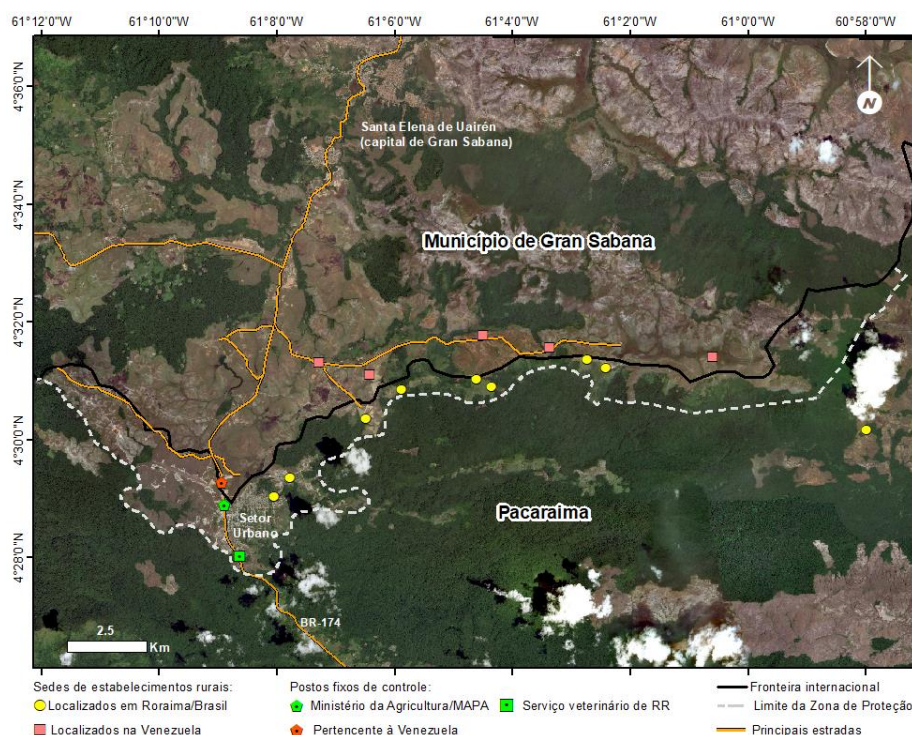 61°12'0"W 61°10'0"W 61°8'0"W 61°6'0"W 61°4'0"W 61°2'0"W 61°0'0"W 60°58'0"W
4°36'0"N
4°34'0"N
4°32'0"N
4°30'0"N
4°28'0"N
N
Santa Elena de Uairén
(capital de Gran Sabana)
Município de Gran Sabana
Setor
Urbano
Pacaraima
BR-174
2.5
Km
Sedes de estabelecimentos rurais:
Localizados em Roraima/Brasil
Localizados na Venezuela
Postos fixos de controle:
Ministério da Agricultura/MAPA
Serviço veterinário de RR
Pertencente à Venezuela
Fronteira internacional
Limite da Zona de Proteção
Principais estradas